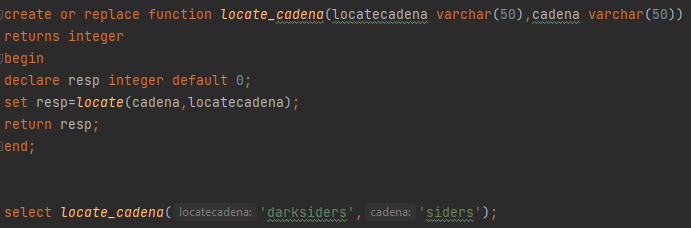 create or replace function locate_cadena(locatecadena varchar(50),cadena varchar(50))
returns integer
begin
declare resp integer default 0;
set resp=locate(cadena,locatecadena);
return resp;
end;
select locate_cadena( locatecadena: 'darksiders', cadena: 'siders');